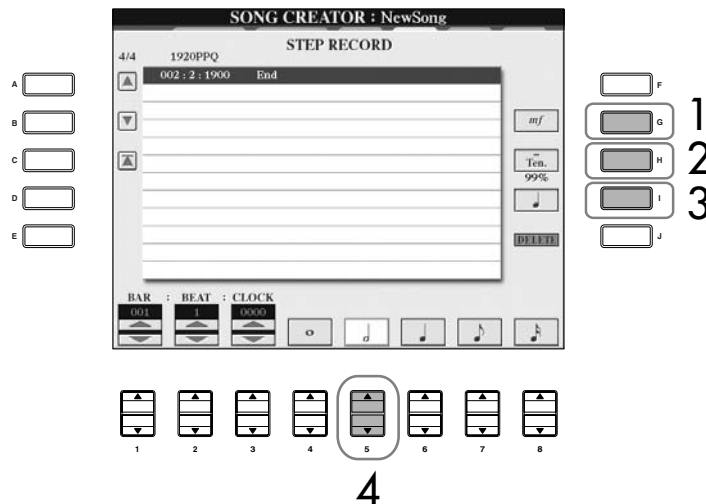 SONG CREATOR : NewSong
STEP RECORD
4/4 1920PPQ
002 : 2 : 1900 End
A
B
C
D
E
F
G 1
H 2
I 3
J
mf
Ten.
99%
DELETE
BAR : BEAT : CLOCK
001 1 0000
1 2 3 4 5 6 7 8
4